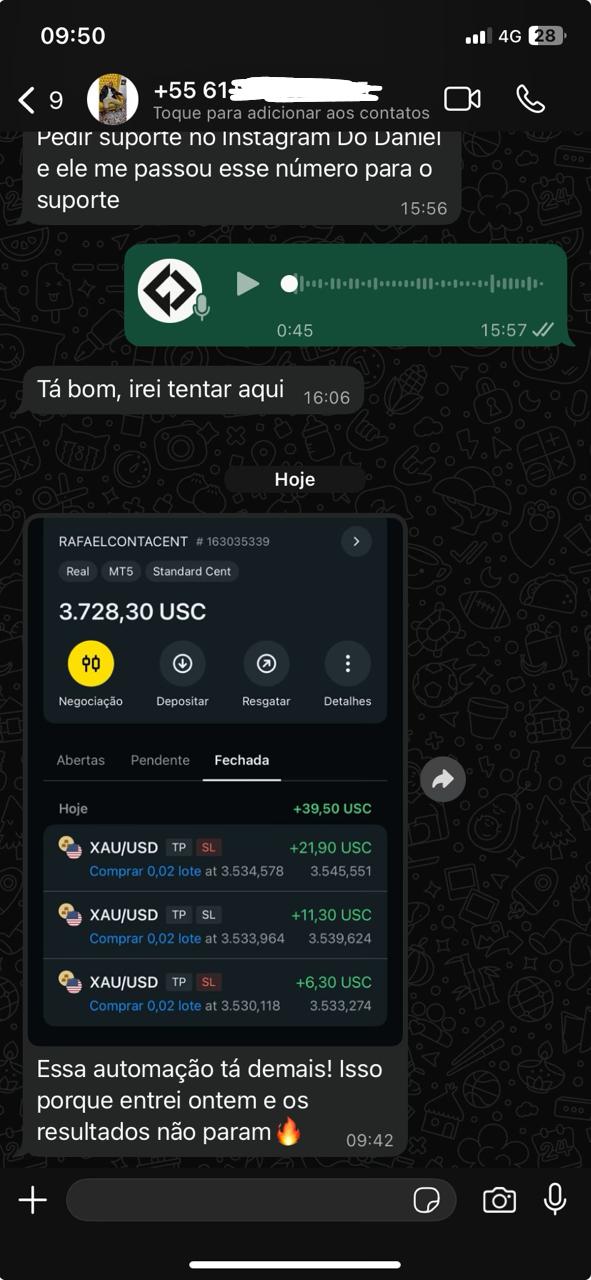 09:50
4G 28
9
+55 61
Toque para adicionar aos contatos
Pedir suporte no Instagram Do Daniel
e ele me passou esse número para o
suporte
15:56
0:45
15:57
Tá bom, irei tentar aqui
16:06
Hoje
RAFAELCONTACENT # 163035339
Real MT5 Standard Cent
3.728,30 USC
Negociação Depositar Resgatar Detalhes
Abertas Pendente Fechada
Hoje +39,50 USC
XAU/USD TP SL +21,90 USC
Comprar 0,02 lote at 3.534,578 3.545,551
XAU/USD TP SL +11,30 USC
Comprar 0,02 lote at 3.533,964 3.539,624
XAU/USD TP SL +6,30 USC
Comprar 0,02 lote at 3.530,118 3.533,274
Essa automação tá demais! Isso
porque entrei ontem e os
resultados não param🔥
09:42